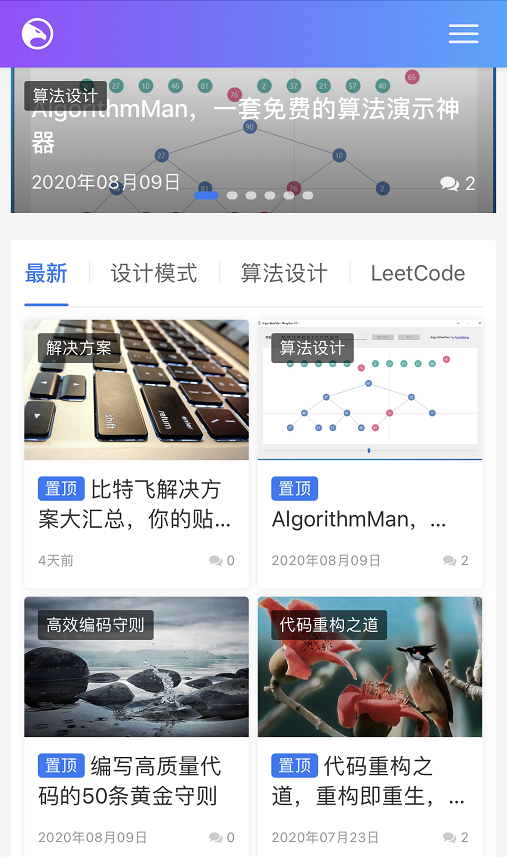 算法设计
AlgorithmMan，一套免费的算法演示神
器
2020年08月09日
2
最新
设计模式
算法设计
LeetCode
解决方案
算法设计
置顶 比特飞解决方
案大汇总，你的贴...
4天前
0
置顶
AlgorithmMan，...
2020年08月09日
2
高效编码守则
代码重构之道
置顶 编写高质量代
码的50条黄金守则
2020年08月09日
0
置顶 代码重构之
道，重构即重生，...
2020年07月23日
2